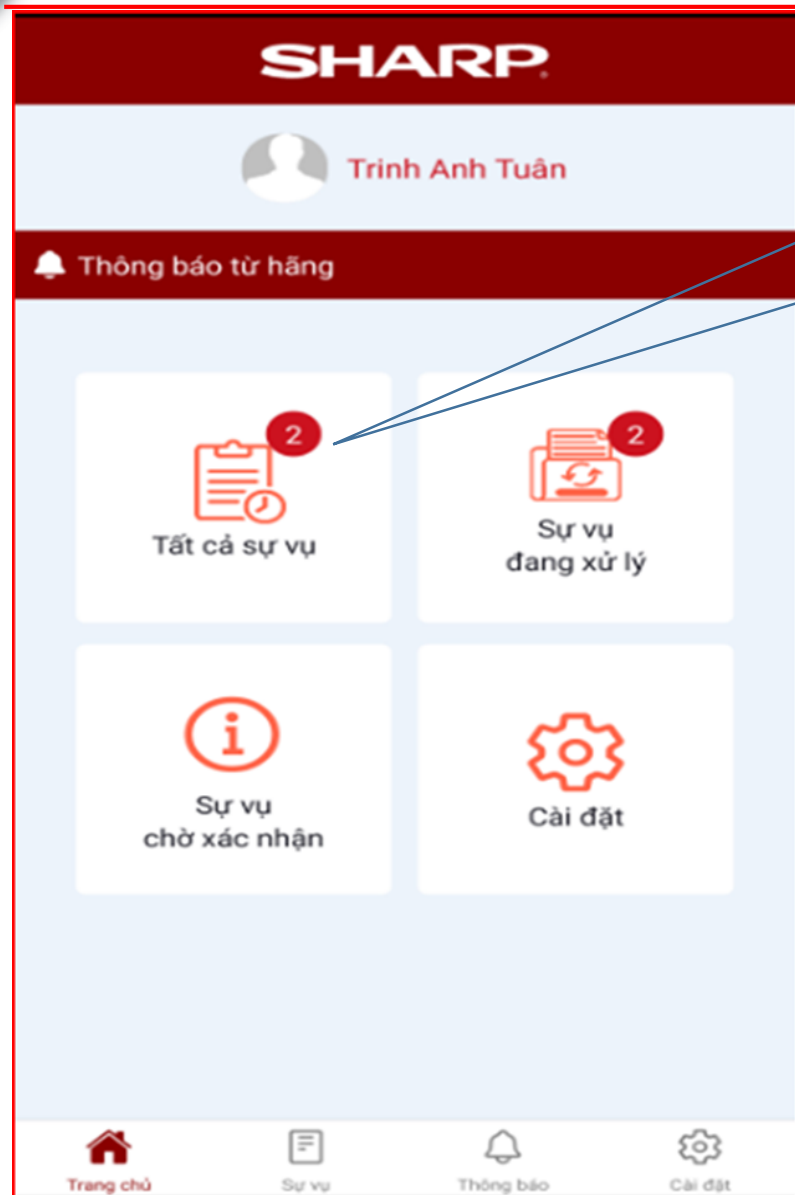 SHARP
Trinh Anh Tuân
Thông báo từ hãng
2
2
Tất cả sự vụ
Sự vụ
đang xử lý
Sự vụ
chờ xác nhận
Cài đặt
Trang chủ
Sự vụ
Thông báo
Cài đặt